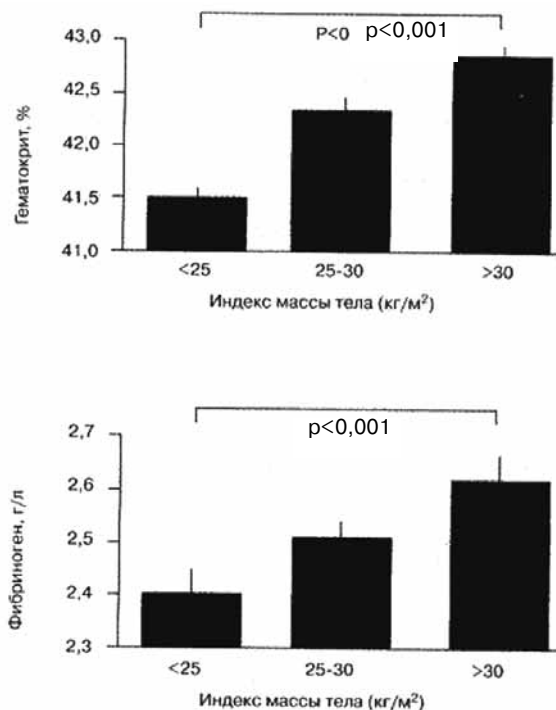 P<0 p<0,001
43,0
42,5
42,0
41,5
41,0
Гематокрит, %
<25 25-30 >30
Индекс массы тела (кг/м²)
p<0,001
2,7
2,6
2,5
2,4
2,3
Фибриноген, г/л
<25 25-30 >30
Индекс массы тела (кг/м²)